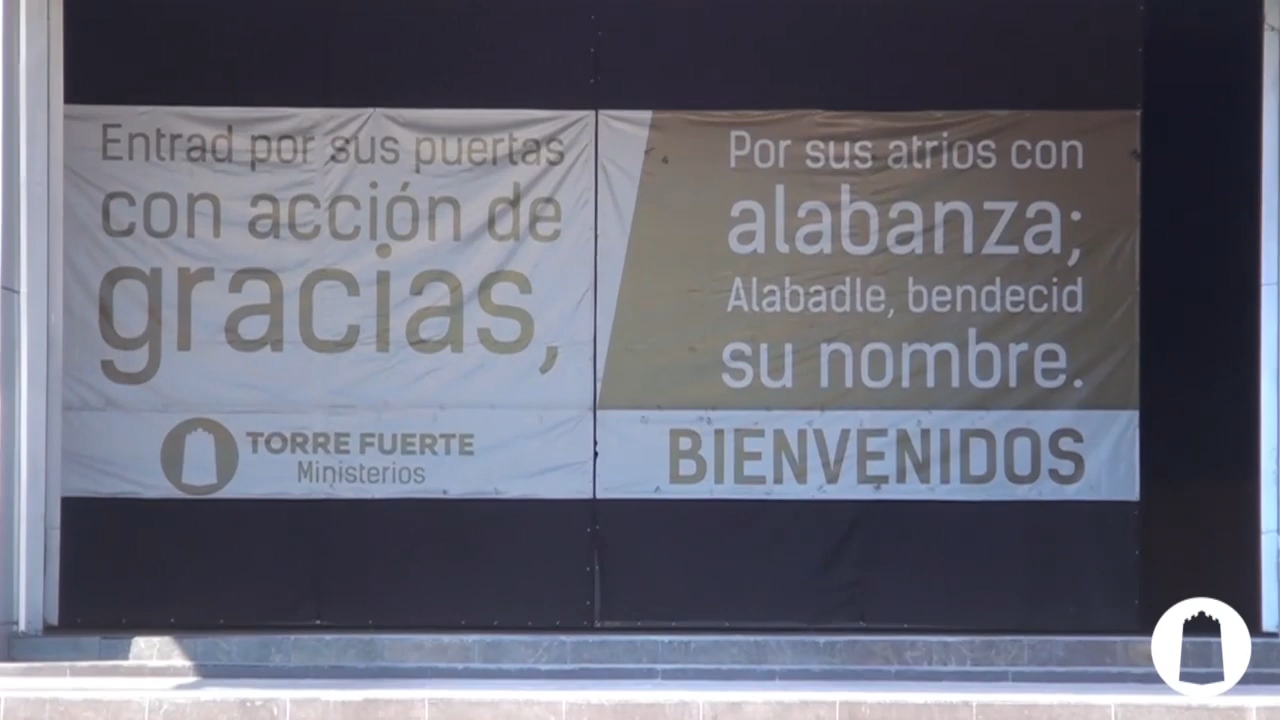 Entrad por sus puertas
con acción de
gracias,
TORRE FUERTE
Ministerios
Por sus atrios con
alabanza;
Alabadle, bendecid
su nombre.
BIENVENIDOS